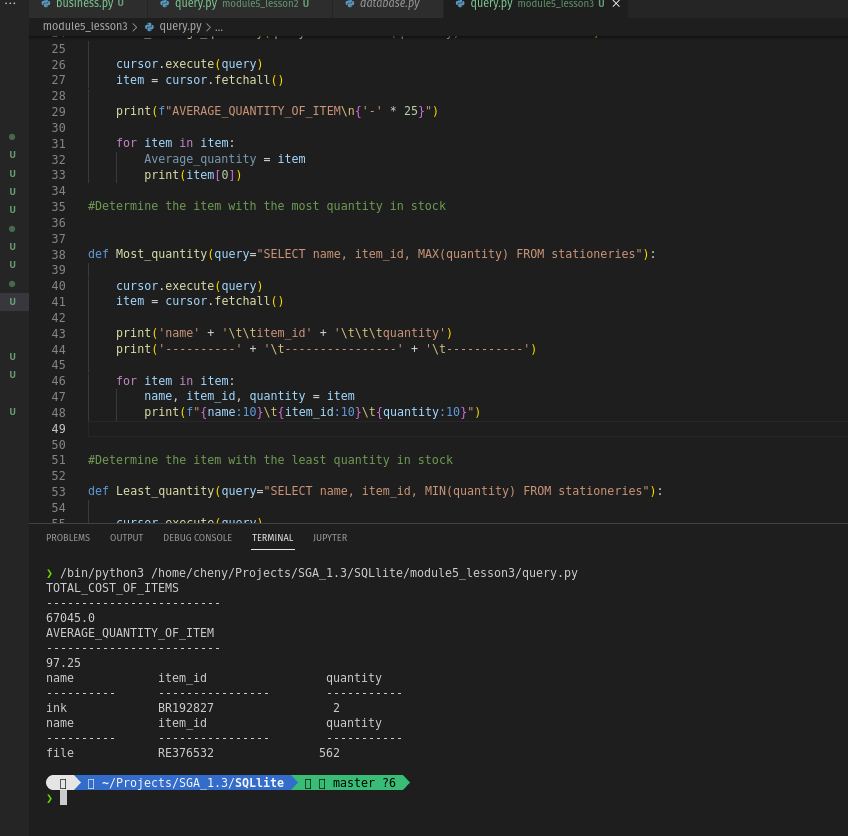 business.py U query.py module5_lesson2 U database.py query.py module5_lesson3 U
module5_lesson3 > query.py > ...
25
26 cursor.execute(query)
27 item = cursor.fetchall()
28
29 print(f"AVERAGE_QUANTITY_OF_ITEM\n{'-' * 25}")
30
31 for item in item:
32 Average_quantity = item
33 print(item[0])
34
35 #Determine the item with the most quantity in stock
36
37
38 def Most_quantity(query="SELECT name, item_id, MAX(quantity) FROM stationeries"):
39
40 cursor.execute(query)
41 item = cursor.fetchall()
42
43 print('name' + '\t\titem_id' + '\t\t\tquantity')
44 print('----------' + '\t----------------' + '\t-----------')
45
46 for item in item:
47 name, item_id, quantity = item
48 print(f"{name:10}\t{item_id:10}\t{quantity:10}")
49
50
51 #Determine the item with the least quantity in stock
52
53 def Least_quantity(query="SELECT name, item_id, MIN(quantity) FROM stationeries"):
54
55 cursor.execute(query)
U
U
U
U
U
U
U
U
U
U
PROBLEMS OUTPUT DEBUG CONSOLE TERMINAL JUPYTER
❯ /bin/python3 /home/cheny/Projects/SGA_1.3/SQLlite/module5_lesson3/query.py
TOTAL_COST_OF_ITEMS
-------------------------
67045.0
AVERAGE_QUANTITY_OF_ITEM
-------------------------
97.25
name item_id quantity
---------- ---------------- -----------
ink BR192827 2
name item_id quantity
---------- ---------------- -----------
file RE376532 562
~/Projects/SGA_1.3/SQLlite master ?6
❯